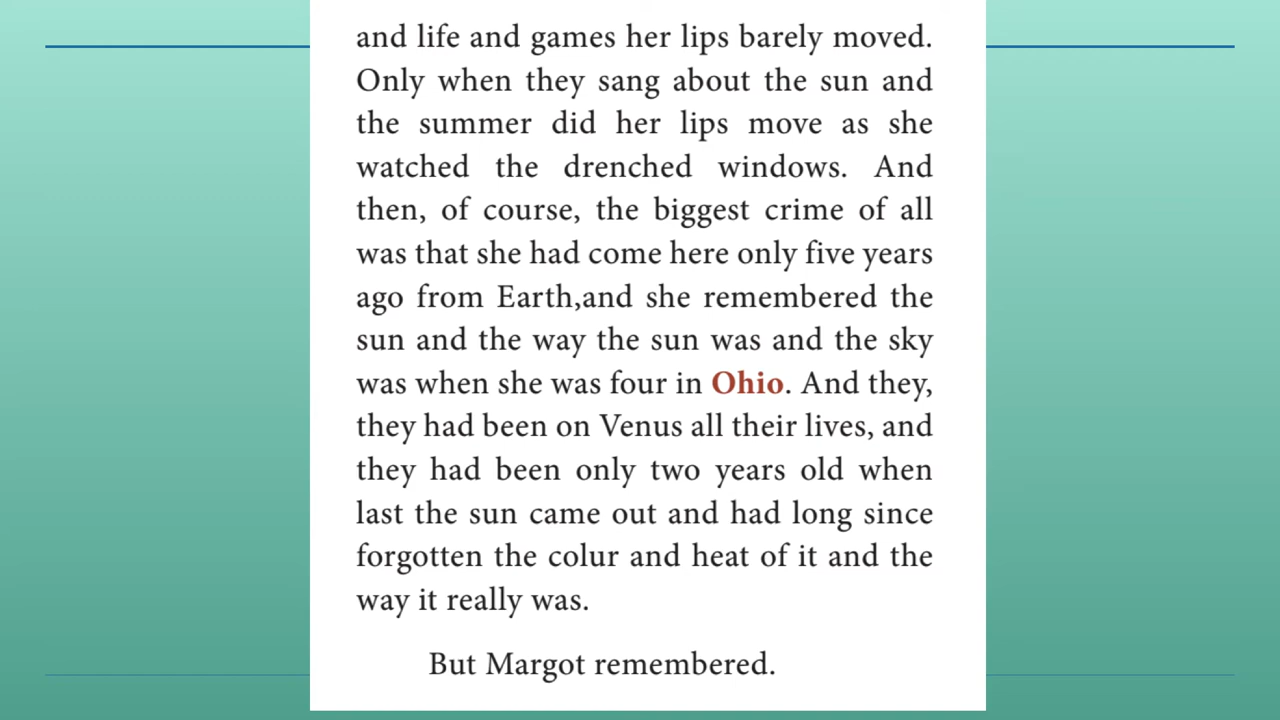 and life and games her lips barely moved.
Only when they sang about the sun and
the summer did her lips move as she
watched the drenched windows. And
then, of course, the biggest crime of all
was that she had come here only five years
ago from Earth,and she remembered the
sun and the way the sun was and the sky
was when she was four in Ohio. And they,
they had been on Venus all their lives, and
they had been only two years old when
last the sun came out and had long since
forgotten the colur and heat of it and the
way it really was.
But Margot remembered.